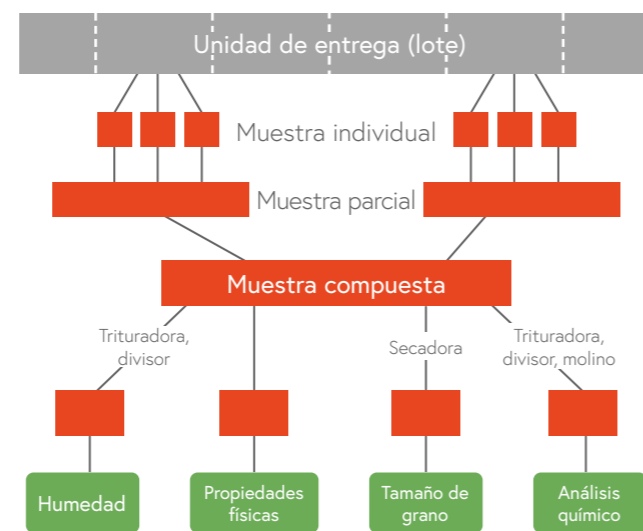 Unidad de entrega (lote)
Muestra individual
Muestra parcial
Muestra compuesta
Trituradora,
divisor
Secadora
Trituradora,
divisor, molino
Humedad
Propiedades
físicas
Tamaño de
grano
Análisis
químico